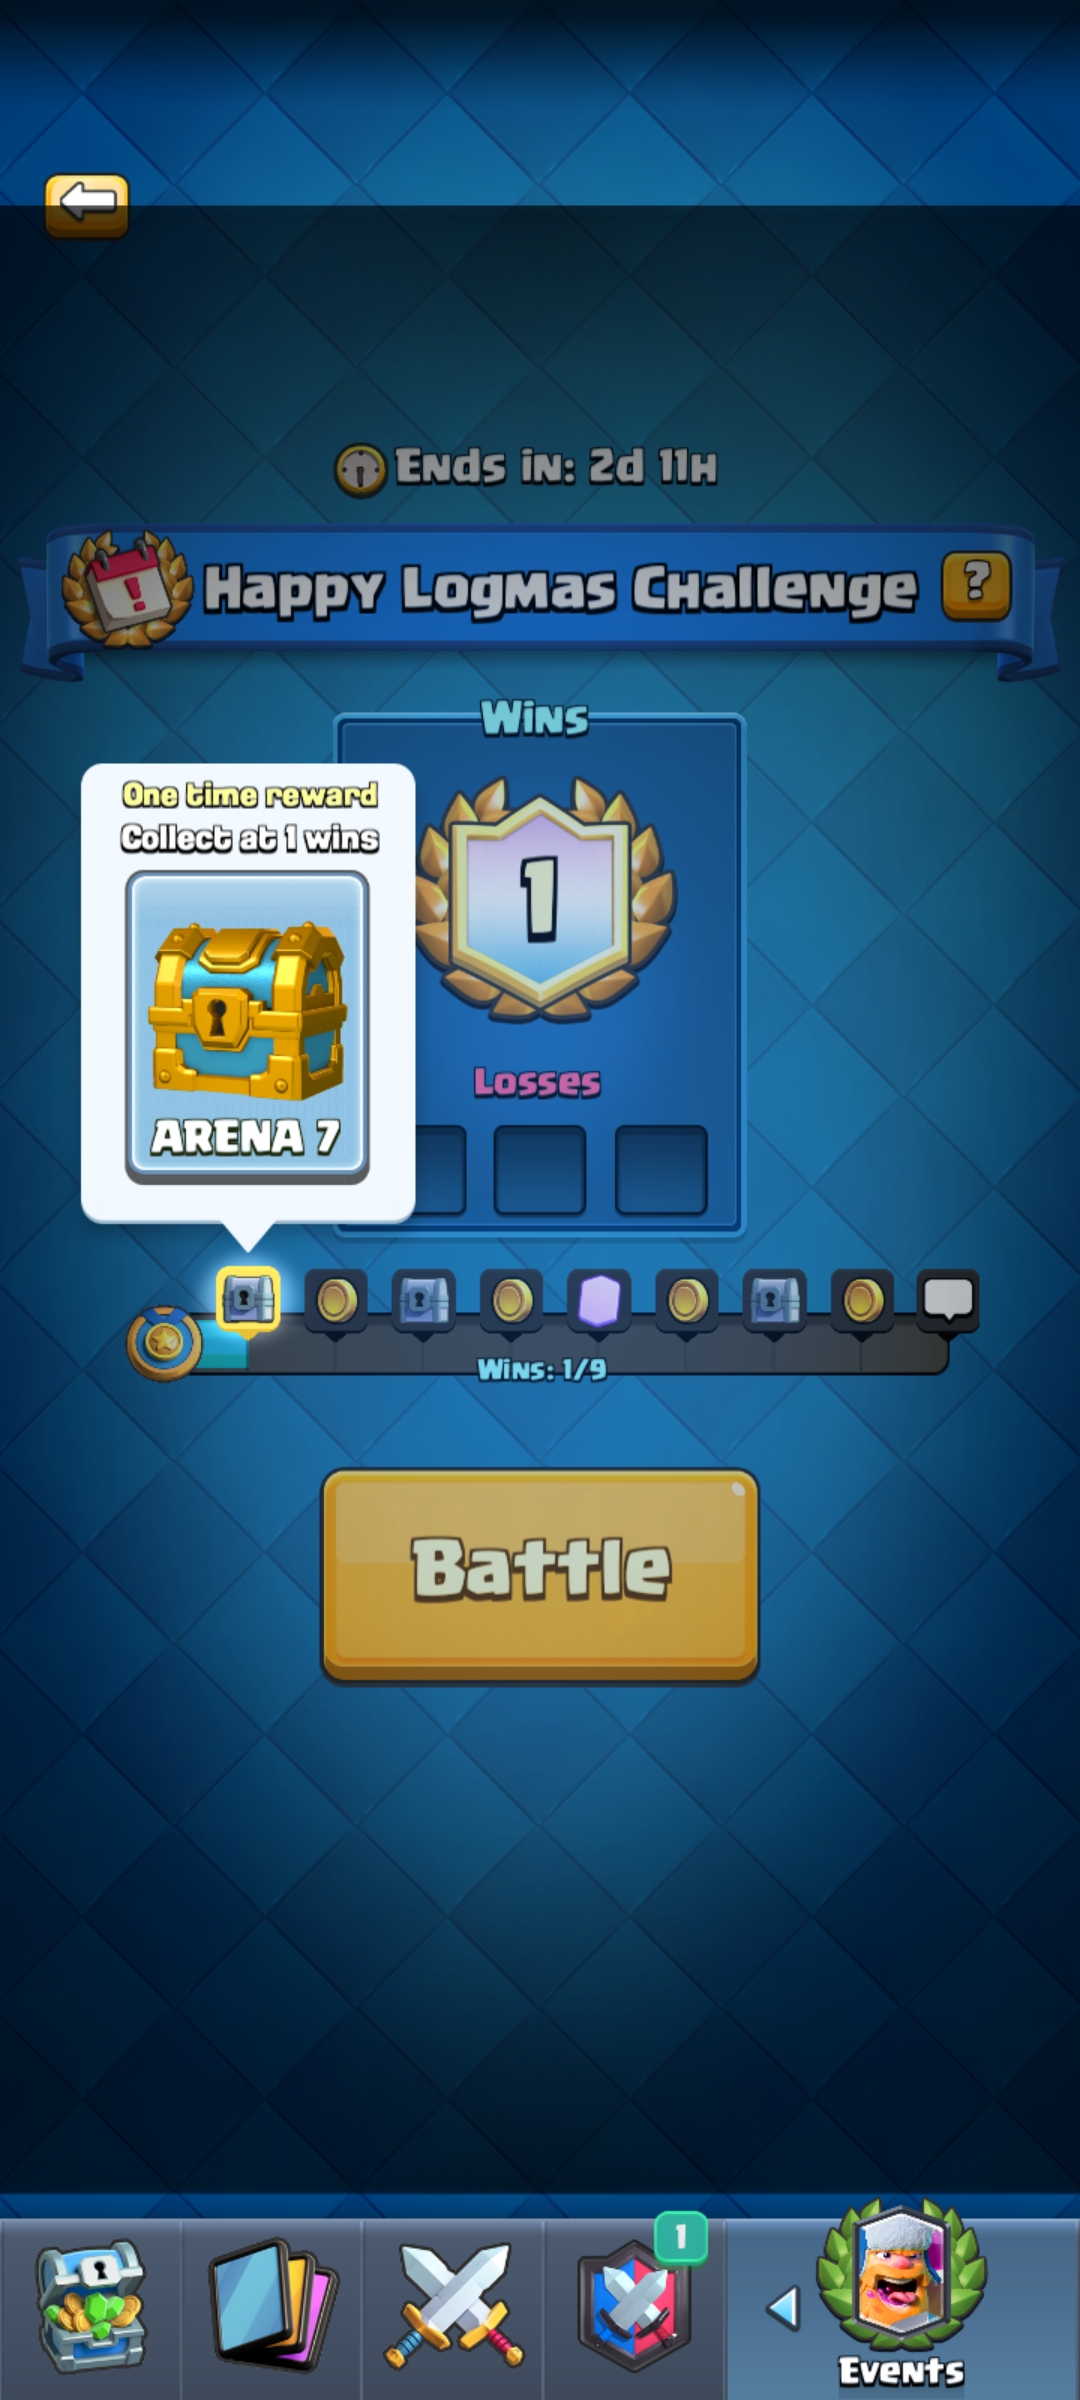 Ends in: 2d 11h
Happy Logmas Challenge
?
Wins
One time reward
Collect at 1 wins
1
ARENA 7
Losses
Wins: 1/9
Battle
1
Events